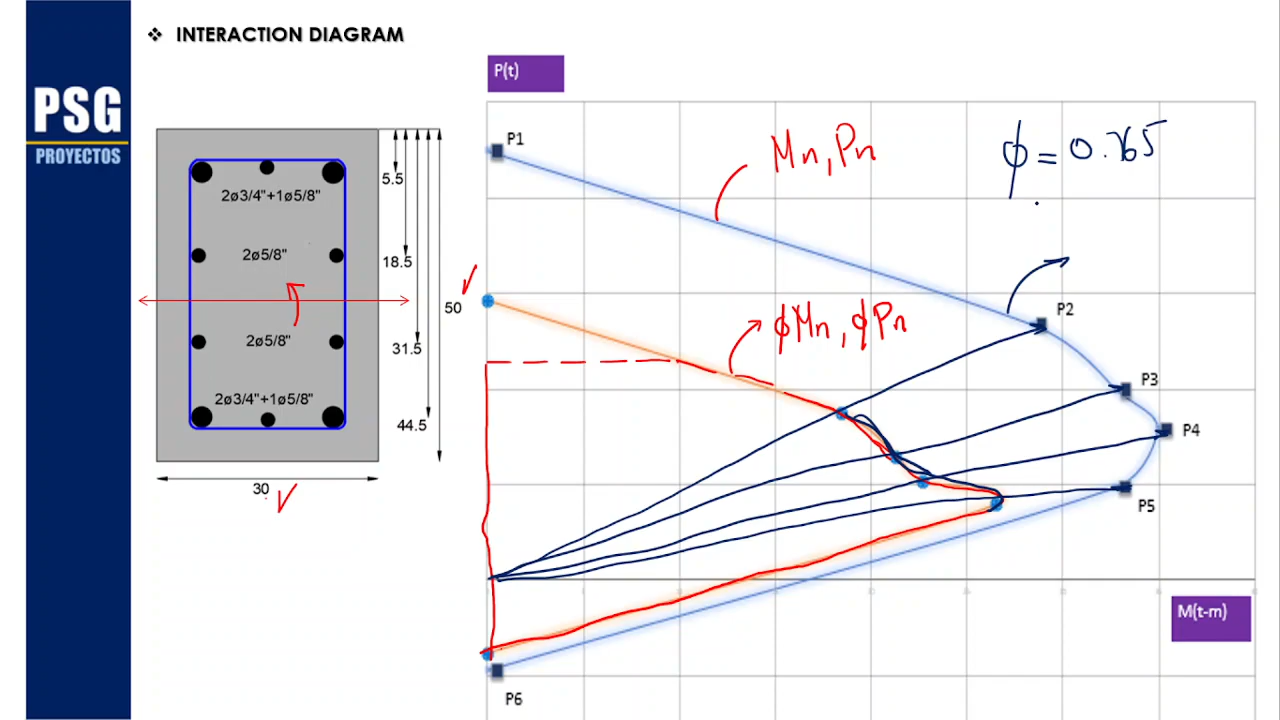 ❖ INTERACTION DIAGRAM
PSG
PROYECTOS
2ø3/4"+1ø5/8"
2ø5/8"
2ø5/8"
2ø3/4"+1ø5/8"
5.5
18.5
31.5
44.5
50
30
P(t)
P1
Mn, Pn
ϕ = 0.765
P2
ϕMn, ϕPn
P3
P4
P5
M(t-m)
P6